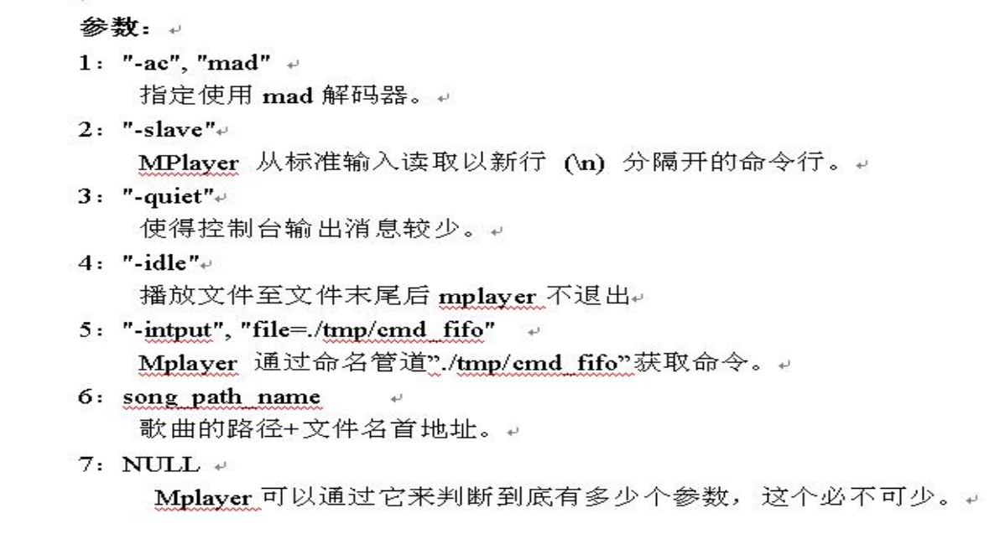 参数：
1： "-ac", "mad"
指定使用 mad 解码器。
2： "-slave"
MPlayer 从标准输入读取以新行 (\n) 分隔开的命令行。
3： "-quiet"
使得控制台输出消息较少。
4： "-idle"
播放文件至文件末尾后 mplayer 不退出
5： "-intput", "file=./tmp/cmd_fifo"
Mplayer 通过命名管道”./tmp/cmd_fifo”获取命令。
6： song_path_name
歌曲的路径+文件名首地址。
7： NULL
Mplayer 可以通过它来判断到底有多少个参数，这个必不可少。